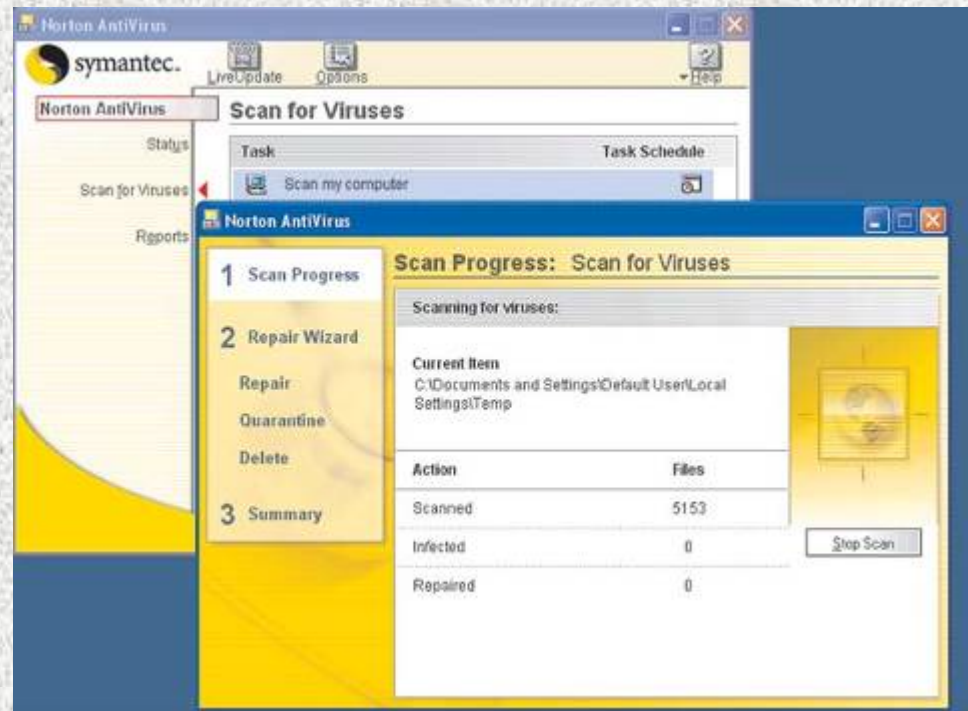 Norton AntiVirus
symantec.
LiveUpdate
Options
Help
Norton AntiVirus
Status
Scan for Viruses
Reports
Scan for Viruses
Task Task Schedule
Scan my computer
Norton AntiVirus
1 Scan Progress
2 Repair Wizard
Repair
Quarantine
Delete
3 Summary
Scan Progress: Scan for Viruses
Scanning for viruses:
Current Item
C:\Documents and Settings\Default User\Local
Settings\Temp
Action Files
Scanned 5153
Infected 0
Repaired 0
Stop Scan